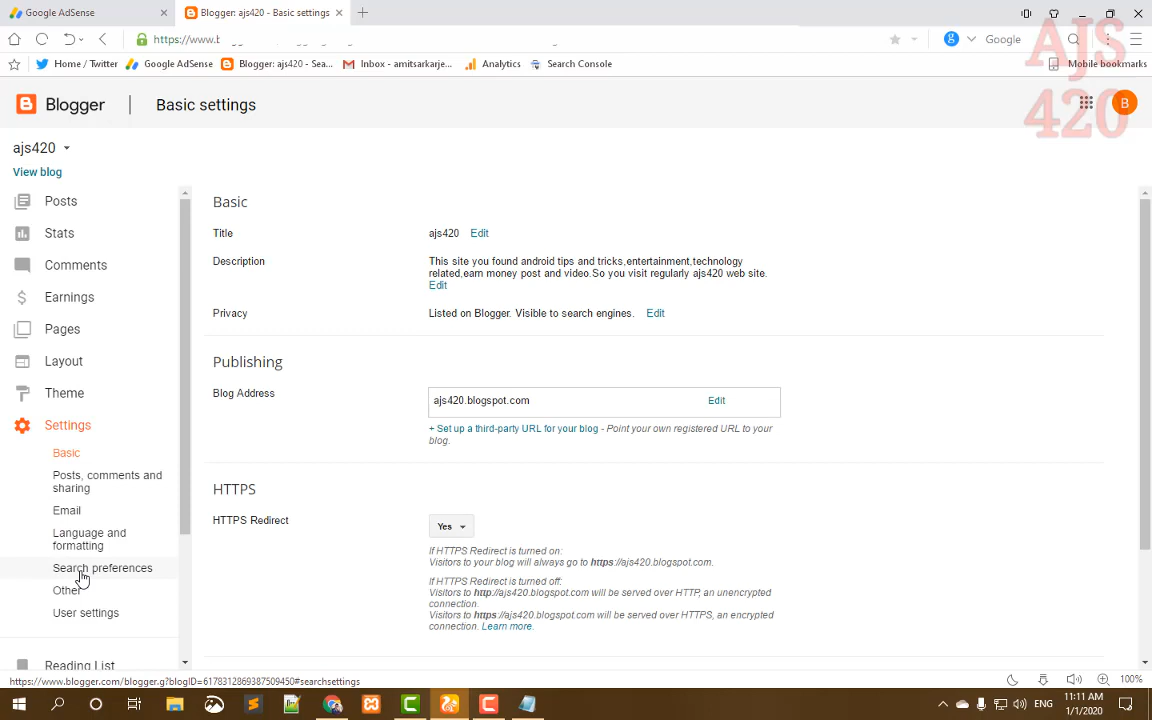 Google AdSense
Blogger: ajs420 - Basic settings
https://www.b
Google
Home / Twitter
Google AdSense
Blogger: ajs420 - Sea...
Inbox - amitsarkarje...
Analytics
Search Console
Mobile bookmarks
AJS
420
Blogger
Basic settings
B
ajs420
View blog
Posts
Stats
Comments
Earnings
Pages
Layout
Theme
Settings
Basic
Posts, comments and
sharing
Email
Language and
formatting
Search preferences
Other
User settings
Reading List
Basic
Title
ajs420 Edit
Description
This site you found android tips and tricks,entertainment,technology
related,earn money post and video.So you visit regularly ajs420 web site.
Edit
Privacy
Listed on Blogger. Visible to search engines. Edit
Publishing
Blog Address
ajs420.blogspot.com Edit
+ Set up a third-party URL for your blog - Point your own registered URL to your
blog.
HTTPS
HTTPS Redirect
Yes
If HTTPS Redirect is turned on:
Visitors to your blog will always go to https://ajs420.blogspot.com.
If HTTPS Redirect is turned off:
Visitors to http://ajs420.blogspot.com will be served over HTTP, an unencrypted
connection.
Visitors to https://ajs420.blogspot.com will be served over HTTPS, an encrypted
connection. Learn more.
https://www.blogger.com/blogger.g?blogID=6178312869387509450#searchsettings
100%
ENG
11:11 AM
1/1/2020